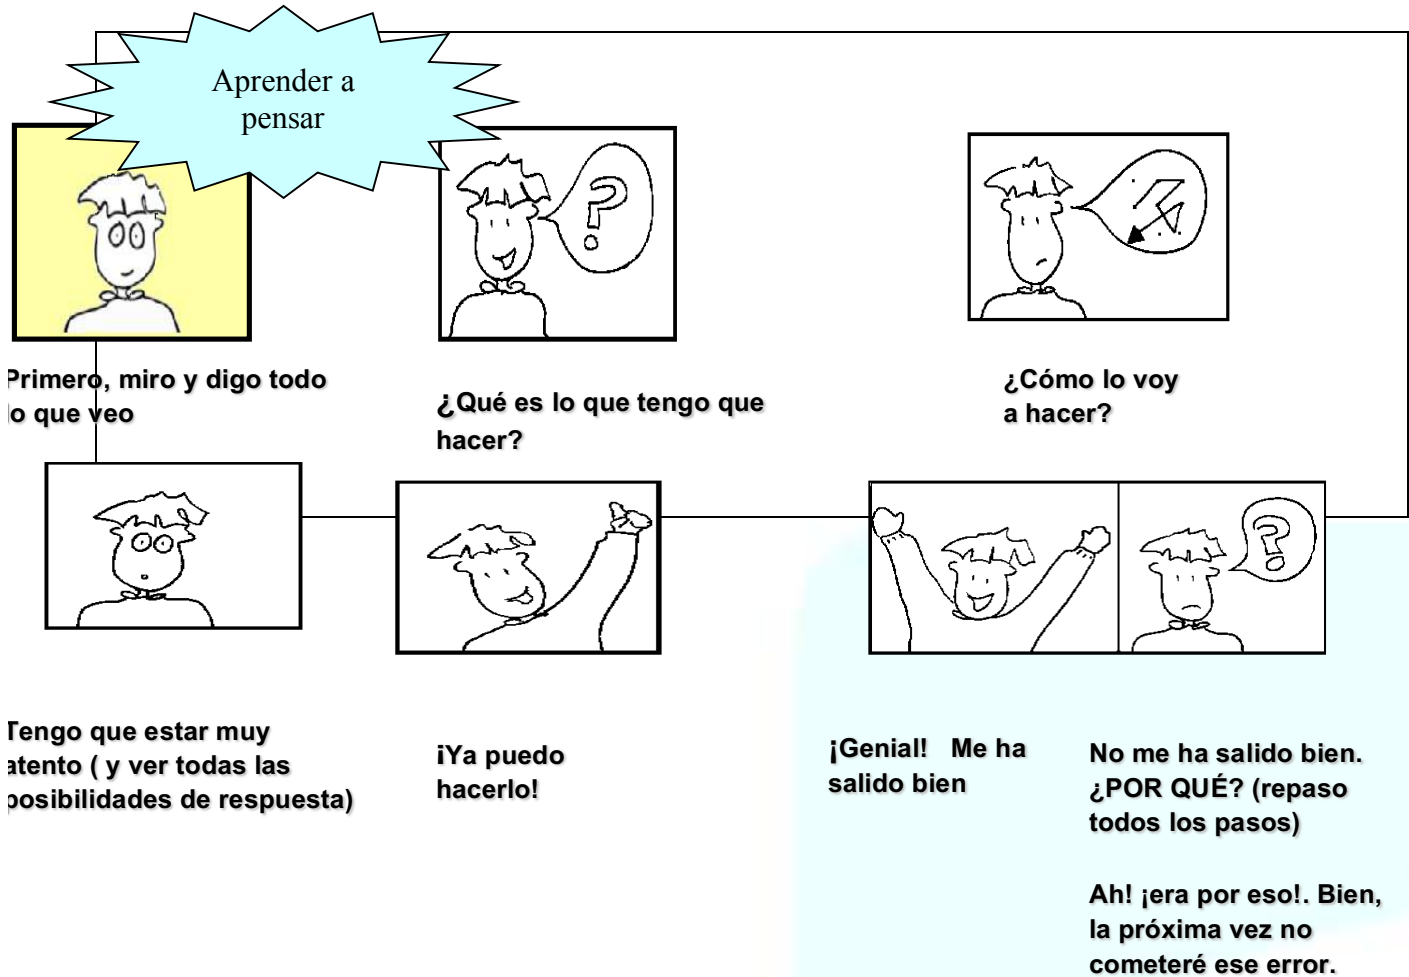 Aprender a
pensar
Primero, miro y digo todo
lo que veo
¿Qué es lo que tengo que
hacer?
¿Cómo lo voy
a hacer?
Tengo que estar muy
atento ( y ver todas las
posibilidades de respuesta)
¡Ya puedo
hacerlo!
¡Genial! Me ha
salido bien
No me ha salido bien.
¿POR QUÉ? (repaso
todos los pasos)
Ah! ¡era por eso!. Bien,
la próxima vez no
cometeré ese error.